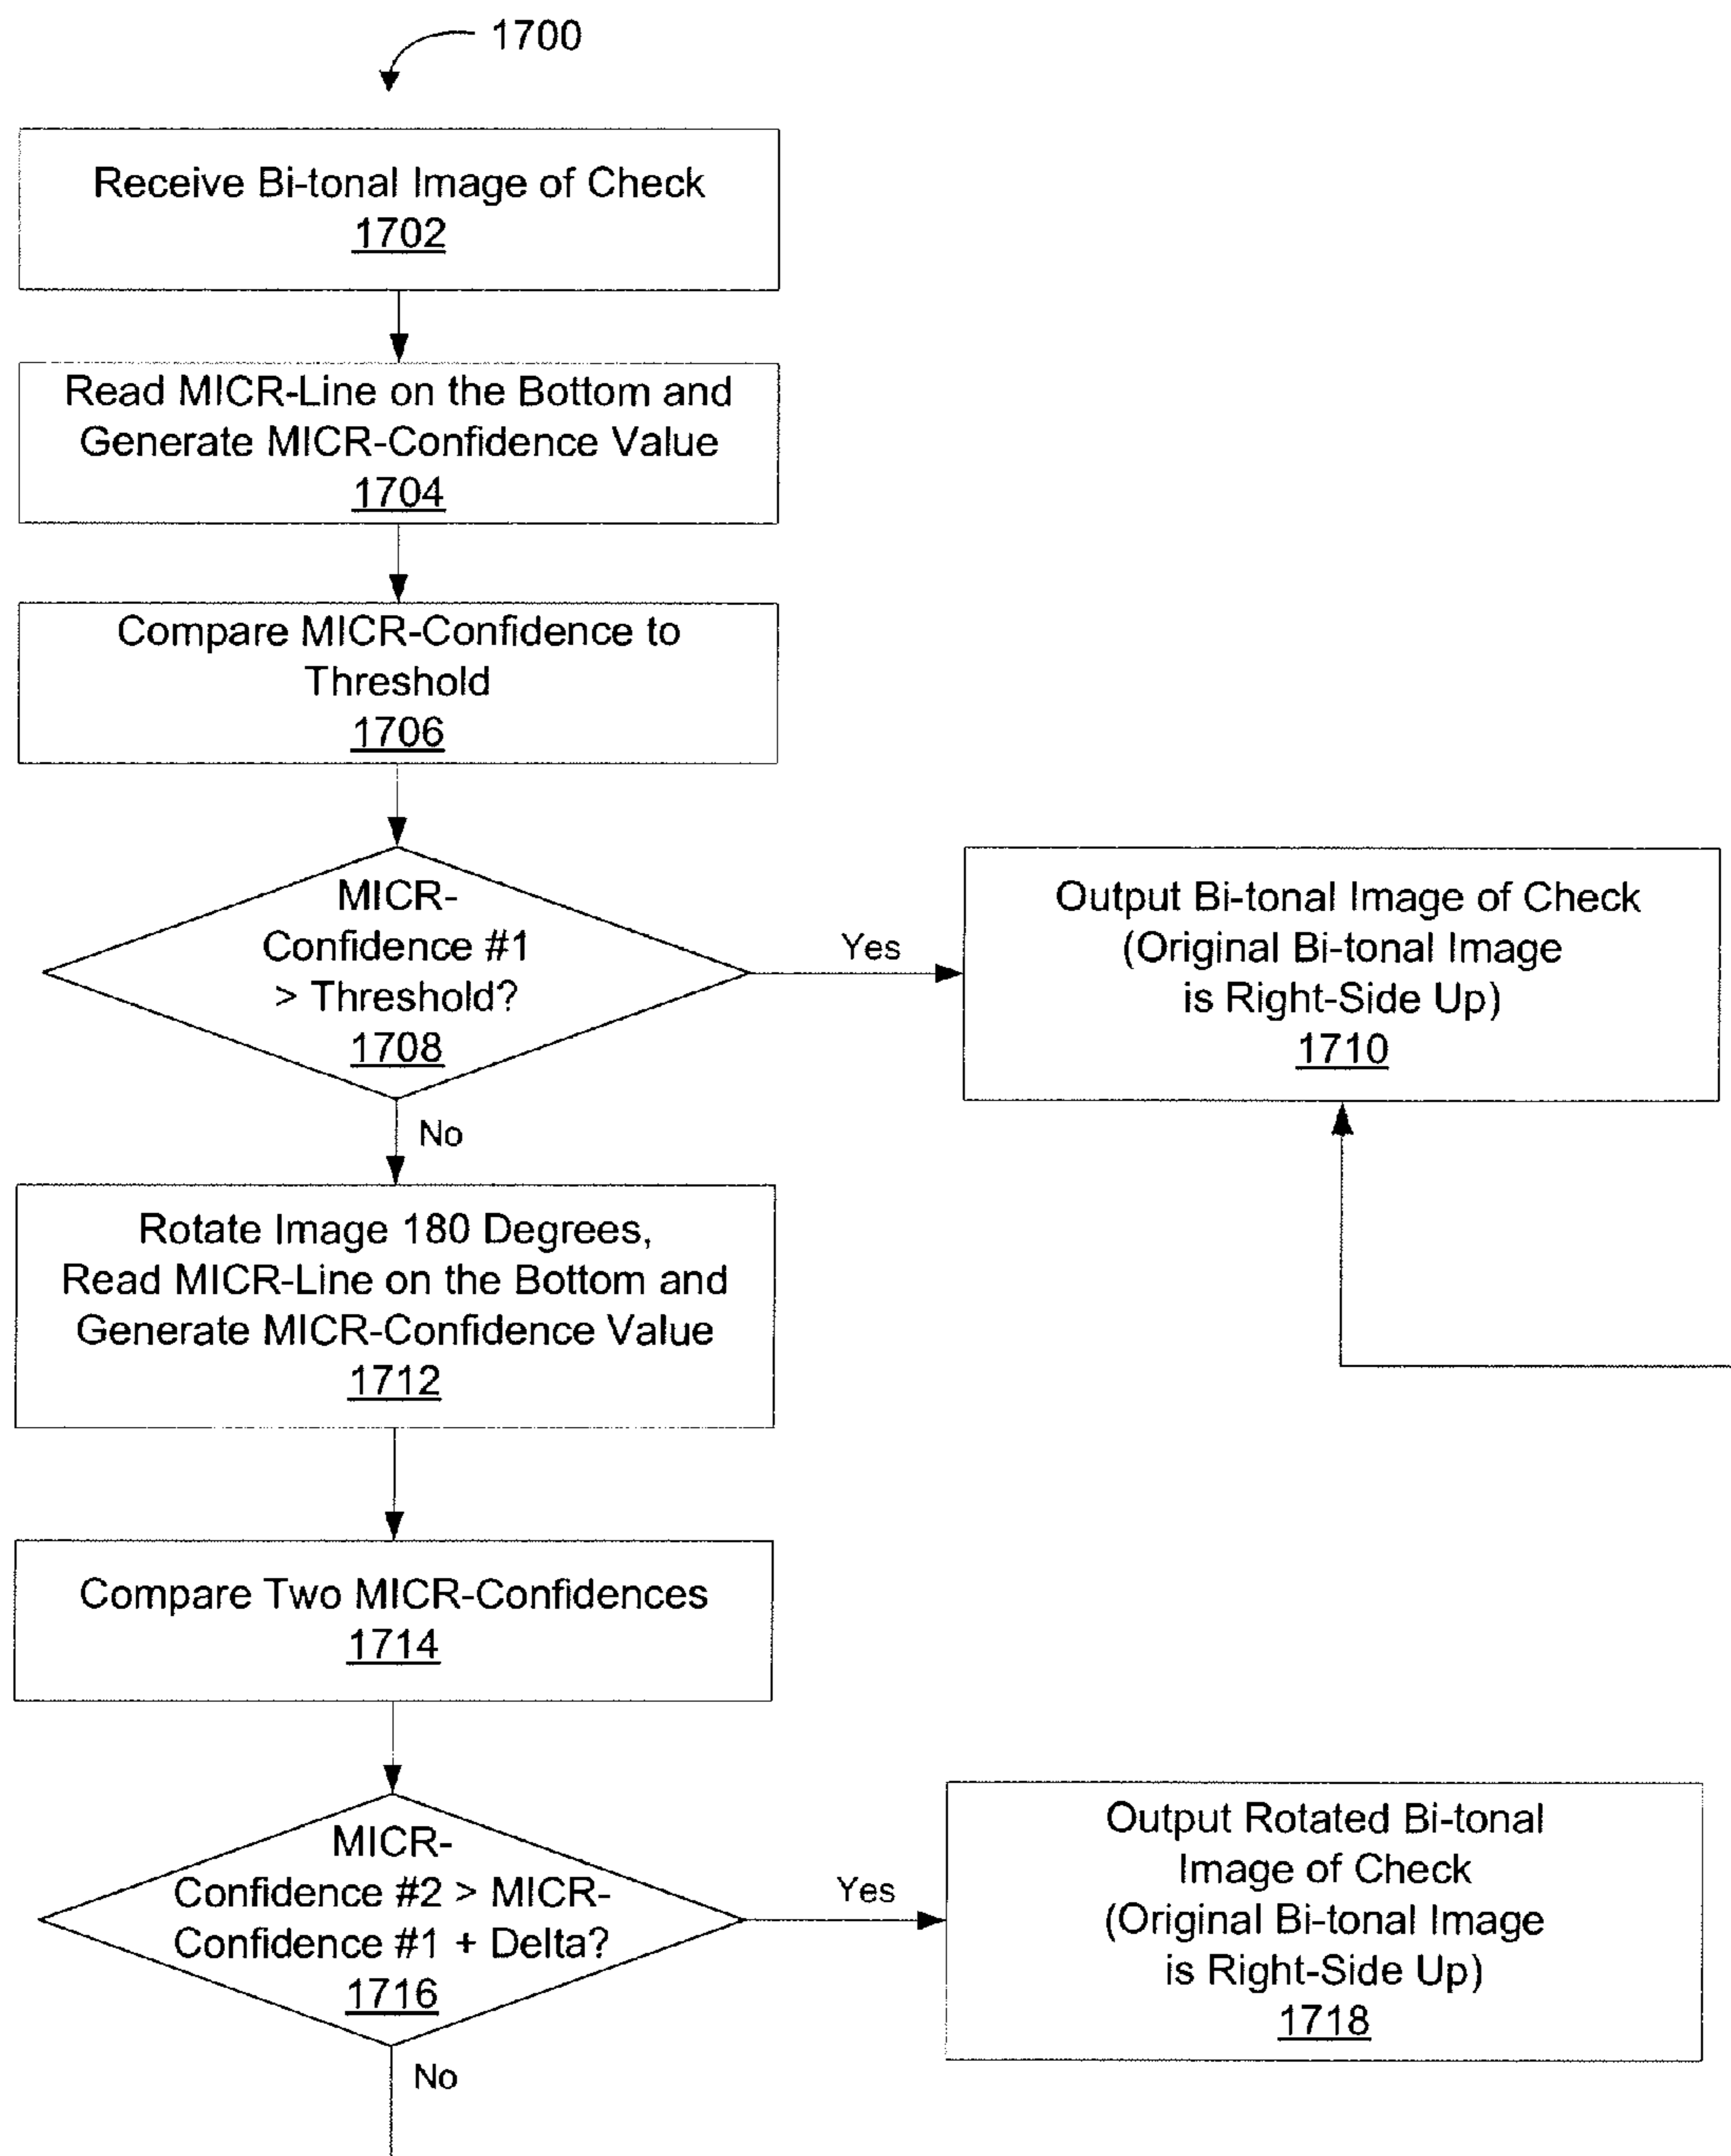 1700
Receive Bi-tonal Image of Check
1702
Read MICR-Line on the Bottom and
Generate MICR-Confidence Value
1704
Compare MICR-Confidence to
Threshold
1706
MICR-
Confidence #1
> Threshold?
1708
Yes
Output Bi-tonal Image of Check
(Original Bi-tonal Image
is Right-Side Up)
1710
No
Rotate Image 180 Degrees,
Read MICR-Line on the Bottom and
Generate MICR-Confidence Value
1712
Compare Two MICR-Confidences
1714
MICR-
Confidence #2 > MICR-
Confidence #1 + Delta?
1716
Yes
Output Rotated Bi-tonal
Image of Check
(Original Bi-tonal Image
is Right-Side Up)
1718
No